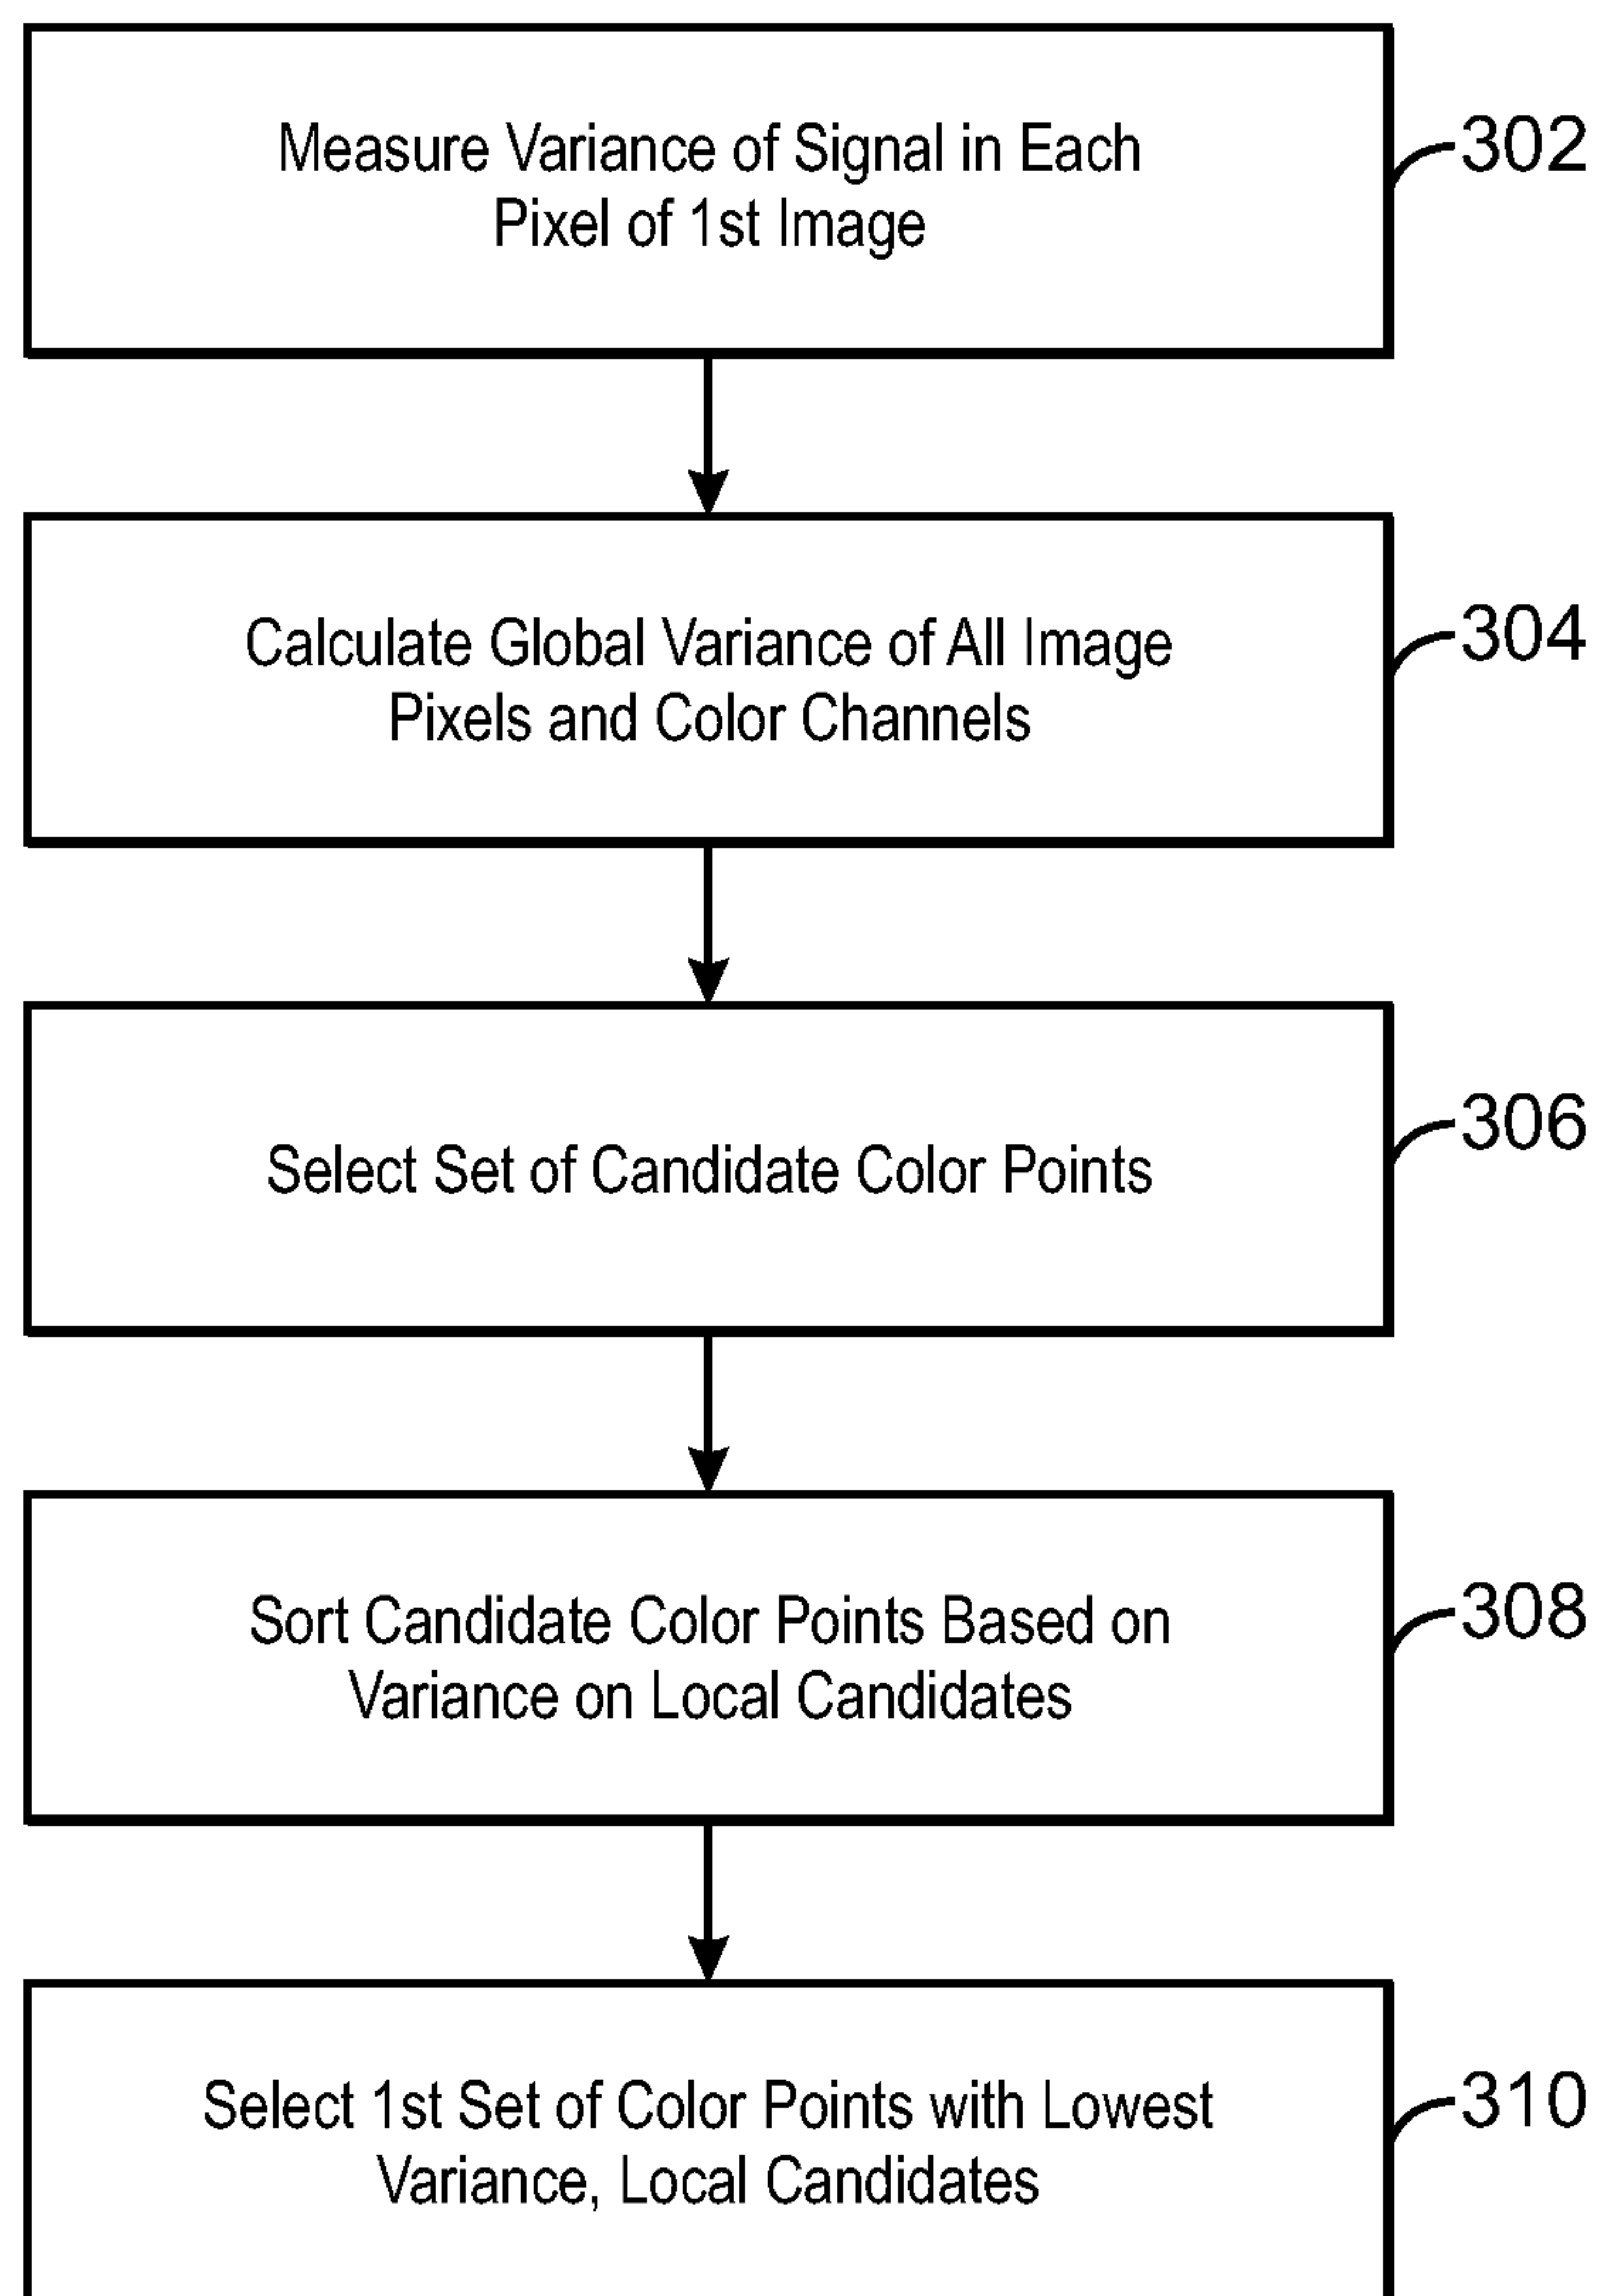 Measure Variance of Signal in Each
Pixel of 1st Image
302
Calculate Global Variance of All Image
Pixels and Color Channels
304
Select Set of Candidate Color Points
306
Sort Candidate Color Points Based on
Variance on Local Candidates
308
Select 1st Set of Color Points with Lowest
Variance, Local Candidates
310